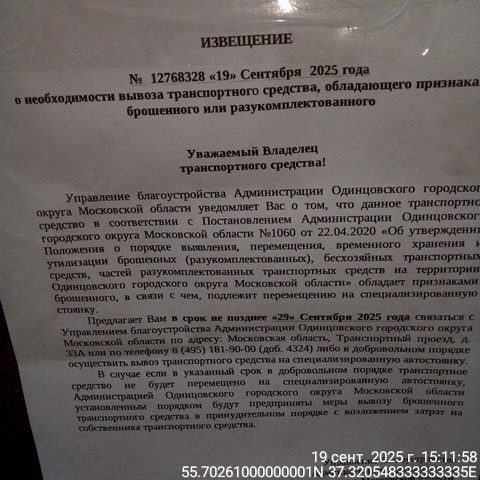 ИЗВЕЩЕНИЕ
№ 12768328 «19» Сентября 2025 года
о необходимости вывоза транспортного средства, обладающего признака
брошенного или разукомплектованного
Уважаемый Владелец
транспортного средства!
Управление благоустройства Администрации Одинцовского городског
округа Московской области уведомляет Вас о том, что данное транспортно
средство в соответствии с Постановлением Администрации Одинцовског
городского округа Московской области №1060 от 22.04.2020 «Об утверждени
Положения о порядке выявления, перемещения, временного хранения и
утилизации брошенных (разукомплектованных), бесхозяйных транспортных
средств, частей разукомплектованных транспортных средств на территории
Одинцовского городского округа Московской области» обладает признаками
брошенного, в связи с чем, подлежит перемещению на специализированную
стоянку.
Предлагает Вам в срок не позднее «29» Сентября 2025 года связаться с
Управлением благоустройства Администрации Одинцовского городского округа
Московской области по адресу: Московская область, Транспортный проезд, д.
33А или по телефону 8 (495) 181-90-00 (доб. 4324) либо в добровольном порядке
осуществить вывоз транспортного средства на специализированную автостоянку.
В случае если в указанный срок в добровольном порядке транспортное
средство не будет перемещено на специализированную автостоянку,
Администрацией Одинцовского городского округа Московской области
установленным порядком будут предприняты меры вывозу брошенного
транспортного средства в принудительном порядке с возложением затрат на
собственника транспортного средства.
19 сент. 2025 г. 15:11:58
55.70261000000001N 37.320548333333335E